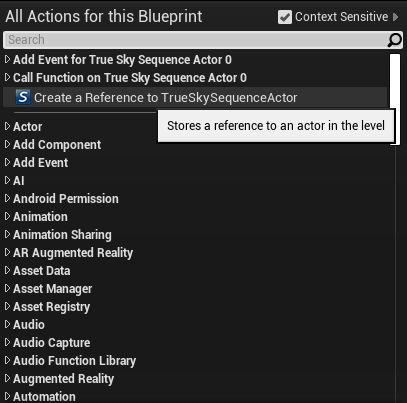 All Actions for this Blueprint
Context Sensitive
Search
Add Event for True Sky Sequence Actor 0
Call Function on True Sky Sequence Actor 0
Create a Reference to TrueSkySequenceActor
Stores a reference to an actor in the level
Actor
Add Component
Add Event
AI
Android Permission
Animation
Animation Sharing
AR Augmented Reality
Asset Data
Asset Manager
Asset Registry
Audio
Audio Capture
Audio Function Library
Augmented Reality
Automation